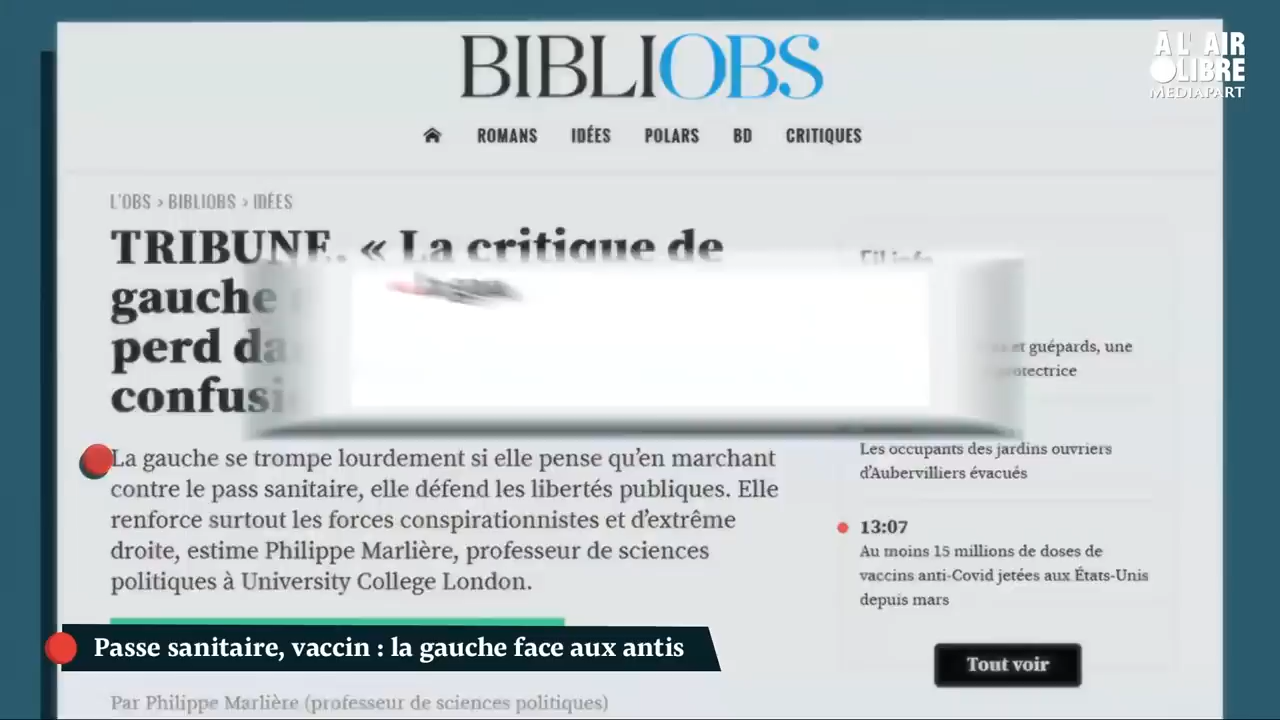 BIBLIOBS
À L'AIR
LIBRE
MEDIAPART
ROMANS IDÉES POLARS BD CRITIQUES
L'OBS > BIBLIOBS > IDÉES
TRIBUNE. « La critique de
gauche
perd
Fil info
et guépards, une
La gauche se trompe lourdement si elle pense qu'en marchant
contre le pass sanitaire, elle défend les libertés publiques. Elle
renforce surtout les forces conspirationnistes et d'extrême
droite, estime Philippe Marlière, professeur de sciences
politiques à University College London.
Les occupants des jardins ouvriers
d'Aubervilliers évacués
13:07
Au moins 15 millions de doses de
vaccins anti-Covid jetées aux États-Unis
depuis mars
Tout voir
Passe sanitaire, vaccin : la gauche face aux antis
Par Philippe Marlière (professeur de sciences politiques)